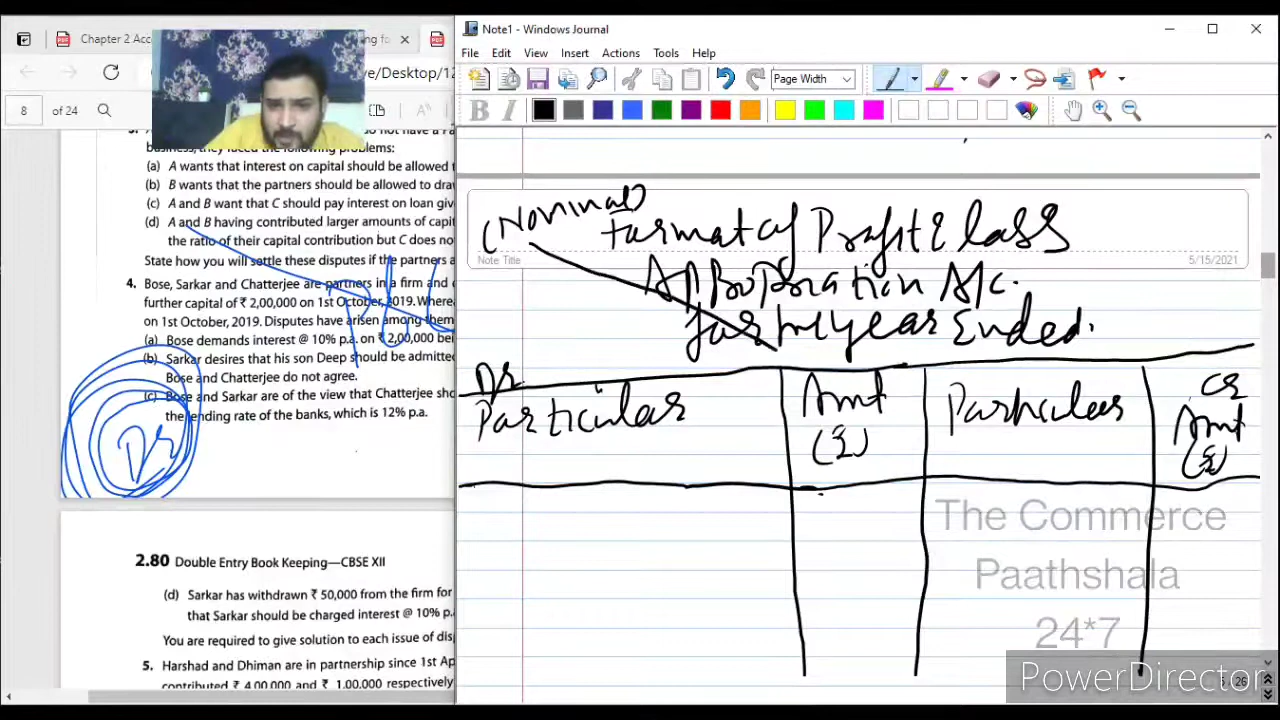 Chapter 2 Acc
ng for
ve/Desktop/12
8 of 24
business, they faced the following problems:
(a) A wants that interest on capital should be allowed t
(b) B wants that the partners should be allowed to dra
(c) A and B want that C should pay interest on loan giv
(d) A and B having contributed larger amounts of capit
the ratio of their capital contribution but C does no
State how you will settle these disputes if the partners a
4. Bose, Sarkar and Chatterjee are partners in a firm and
further capital of ₹ 2,00,000 on 1st October, 2019. Wherea
on 1st October, 2019. Disputes have arisen among them
(a) Bose demands interest @ 10% p.a. on ₹ 2,00,000 bei
(b) Sarkar desires that his son Deep should be admitted
Bose and Chatterjee do not agree.
(c) Bose and Sarkar are of the view that Chatterjee sho
the lending rate of the banks, which is 12% p.a.
P&L
Dr
2.80 Double Entry Book Keeping—CBSE XII
(d) Sarkar has withdrawn ₹ 50,000 from the firm for
that Sarkar should be charged interest @ 10% p.
You are required to give solution to each issue of dis
5. Harshad and Dhiman are in partnership since 1st Ap
contributed ₹ 4,00,000 and ₹ 1,00,000 respectively
Note1 - Windows Journal
File Edit View Insert Actions Tools Help
Page Width
B I
(Nominal)
Format of Profit & loss
Appropriation A/c.
for the year Ended.
Note Title
5/15/2021
Dr
Cr
Particulars Amt (₹) Particulars Amt (₹)
The Commerce
Paathshala
24*7
PowerDirector